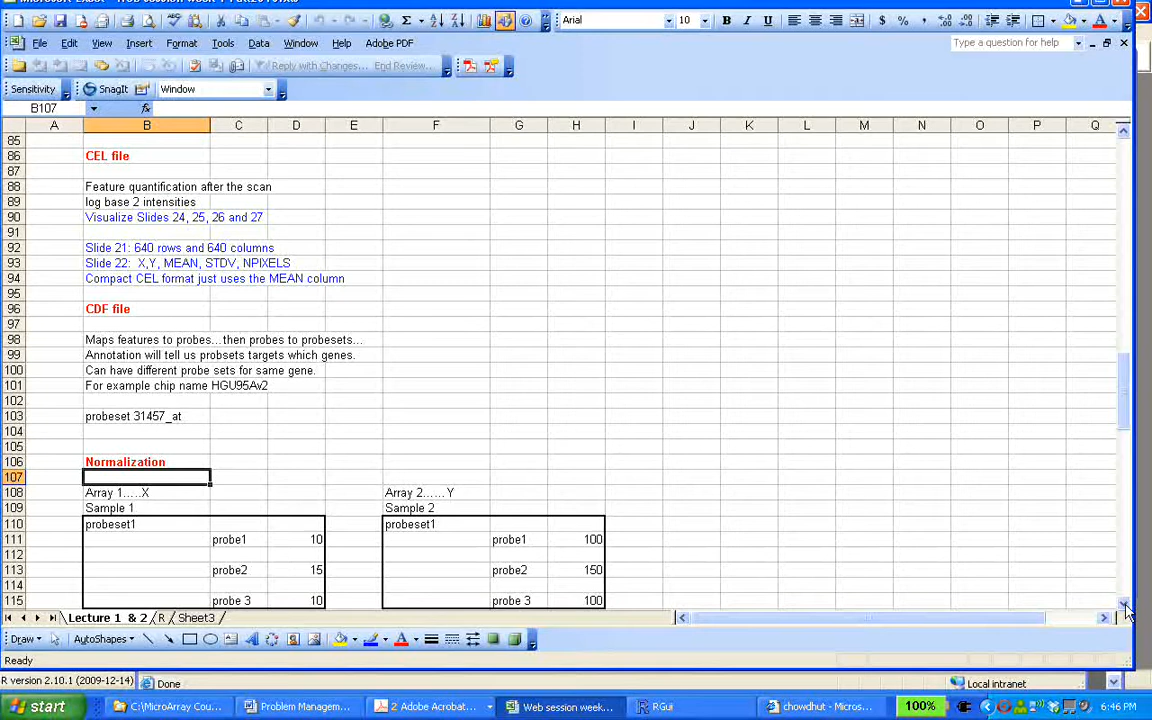 Arial 10 B I U
File Edit View Insert Format Tools Data Window Help Adobe PDF Type a question for help
Reply with Changes... End Review...
Sensitivity SnagIt Window
B107 fx
A B C D E F G H I J K L M N O P Q
85
86 CEL file
87
88 Feature quantification after the scan
89 log base 2 intensities
90 Visualize Slides 24, 25, 26 and 27
91
92 Slide 21: 640 rows and 640 columns
93 Slide 22: X,Y, MEAN, STDV, NPIXELS
94 Compact CEL format just uses the MEAN column
95
96 CDF file
97
98 Maps features to probes...then probes to probesets...
99 Annotation will tell us probsets targets which genes.
100 Can have different probe sets for same gene.
101 For example chip name HGU95Av2
102
103 probeset 31457_at
104
105
106 Normalization
107
108 Array 1.....X Array 2......Y
109 Sample 1 Sample 2
110 probeset1 probeset1
111 probe1 10 probe1 100
112
113 probe2 15 probe2 150
114
115 probe 3 10 probe 3 100
Lecture 1 & 2 R Sheet3
Draw AutoShapes
Ready
R version 2.10.1 (2009-12-14) Done Local intranet
start C:\MicroArray Cou... Problem Managem... 2 Adobe Acrobat... Web session week... RGui chowdhut - Micros... 100% 6:46 PM